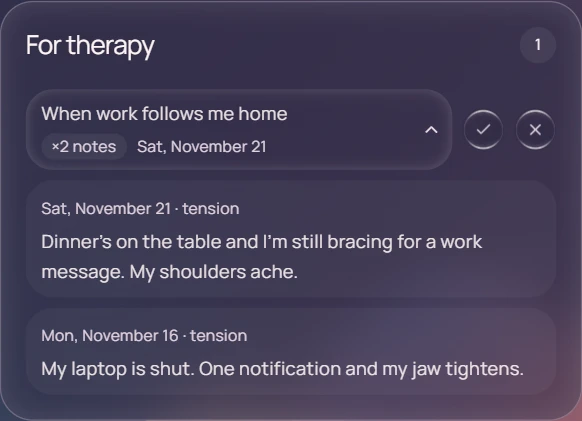 For therapy
1
When work follows me home
×2 notes Sat, November 21
Sat, November 21 · tension
Dinner's on the table and I'm still bracing for a work
message. My shoulders ache.
Mon, November 16 · tension
My laptop is shut. One notification and my jaw tightens.